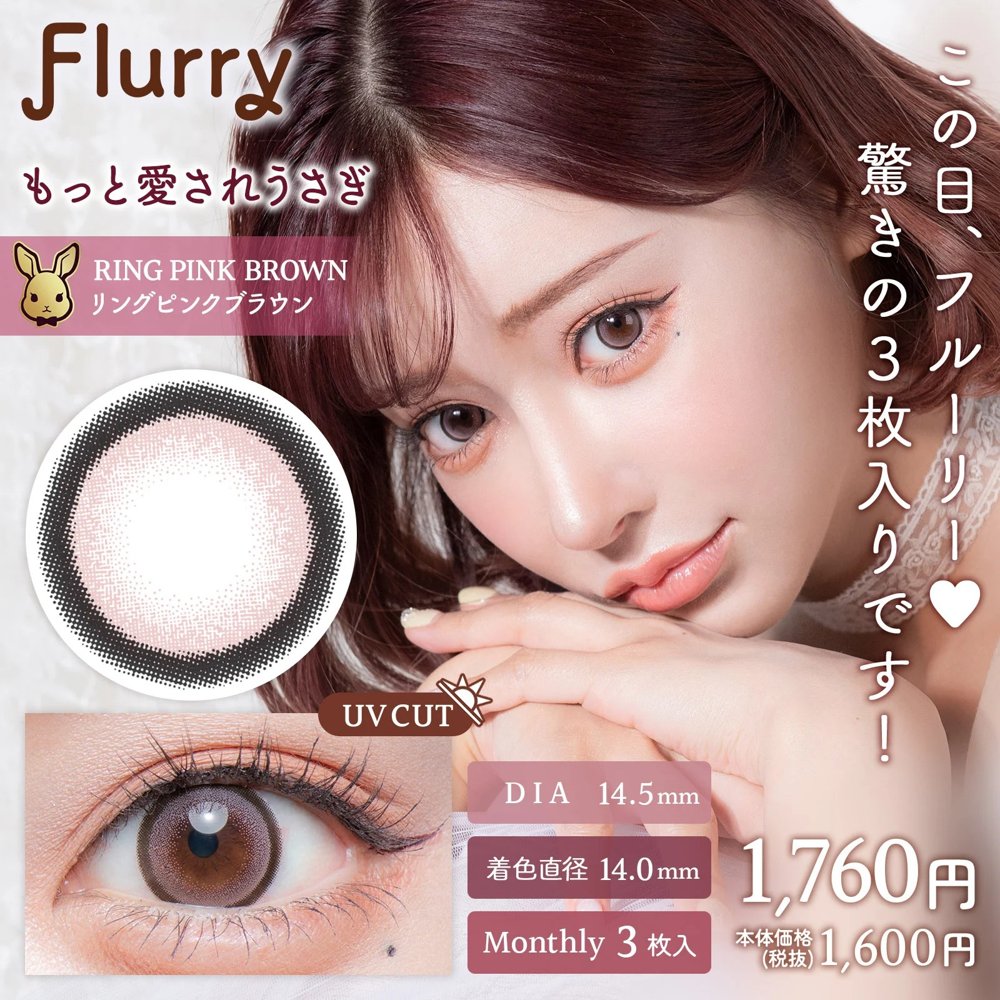 Flurry
もっと愛されうさぎ
RING PINK BROWN
リングピンクブラウン
この目、フルーリー♥
驚きの3枚入りです!
UV CUT
DIA 14.5mm
着色直径 14.0mm
Monthly 3枚入
1,760円
本体価格
(税抜) 1,600円